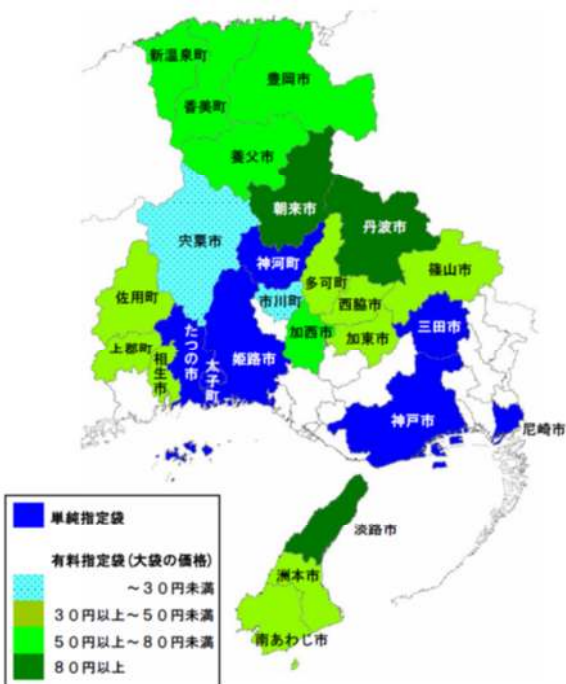 新温泉町
豊岡市
香美町
養父市
朝来市
丹波市
宍粟市
神河町
多可町
篠山市
佐用町
市川町
西脇市
たつの市
加西市
加東市
三田市
上郡町
相生市
太子町
姫路市
神戸市
尼崎市
淡路市
洲本市
南あわじ市
単純指定袋
有料指定袋(大袋の価格)
~30円未満
30円以上~50円未満
50円以上~80円未満
80円以上